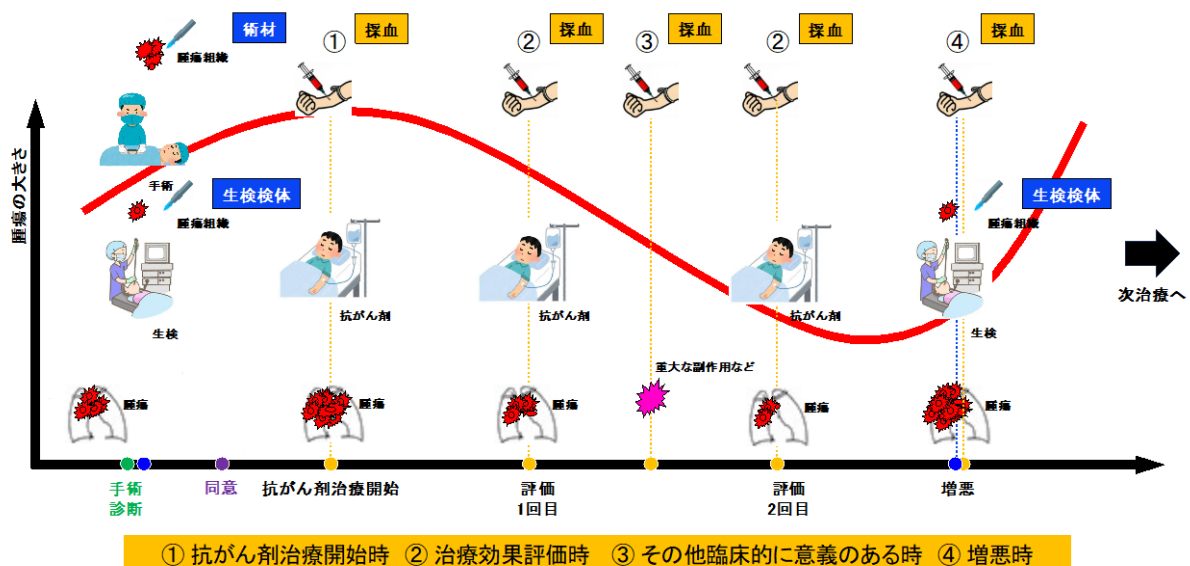 術材
① 採血
② 採血
③ 採血
② 採血
④ 採血
腫瘍組織
腫瘍の大きさ
手術
生検検体
腫瘍組織
生検検体
腫瘍組織
次治療へ
抗がん剤
抗がん剤
抗がん剤
生検
生検
重大な副作用など
腫瘍
腫瘍
腫瘍
腫瘍
腫瘍
手術
診断
同意
抗がん剤治療開始
評価
1回目
評価
2回目
増悪
① 抗がん剤治療開始時 ② 治療効果評価時 ③ その他臨床的に意義のある時 ④ 増悪時